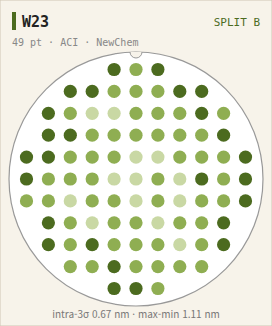 W23
SPLIT B
49 pt · ACI · NewChem
intra-3σ 0.67 nm · max-min 1.11 nm